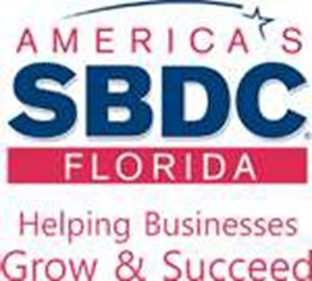 AMERICA'S
SBDC
FLORIDA
Helping Businesses
Grow & Succeed